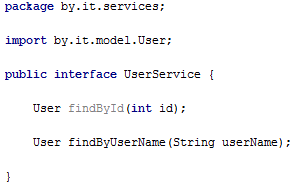 package by.it.services;
import by.it.model.User;
public interface UserService {
User findById(int id);
User findByUserName(String userName);
}